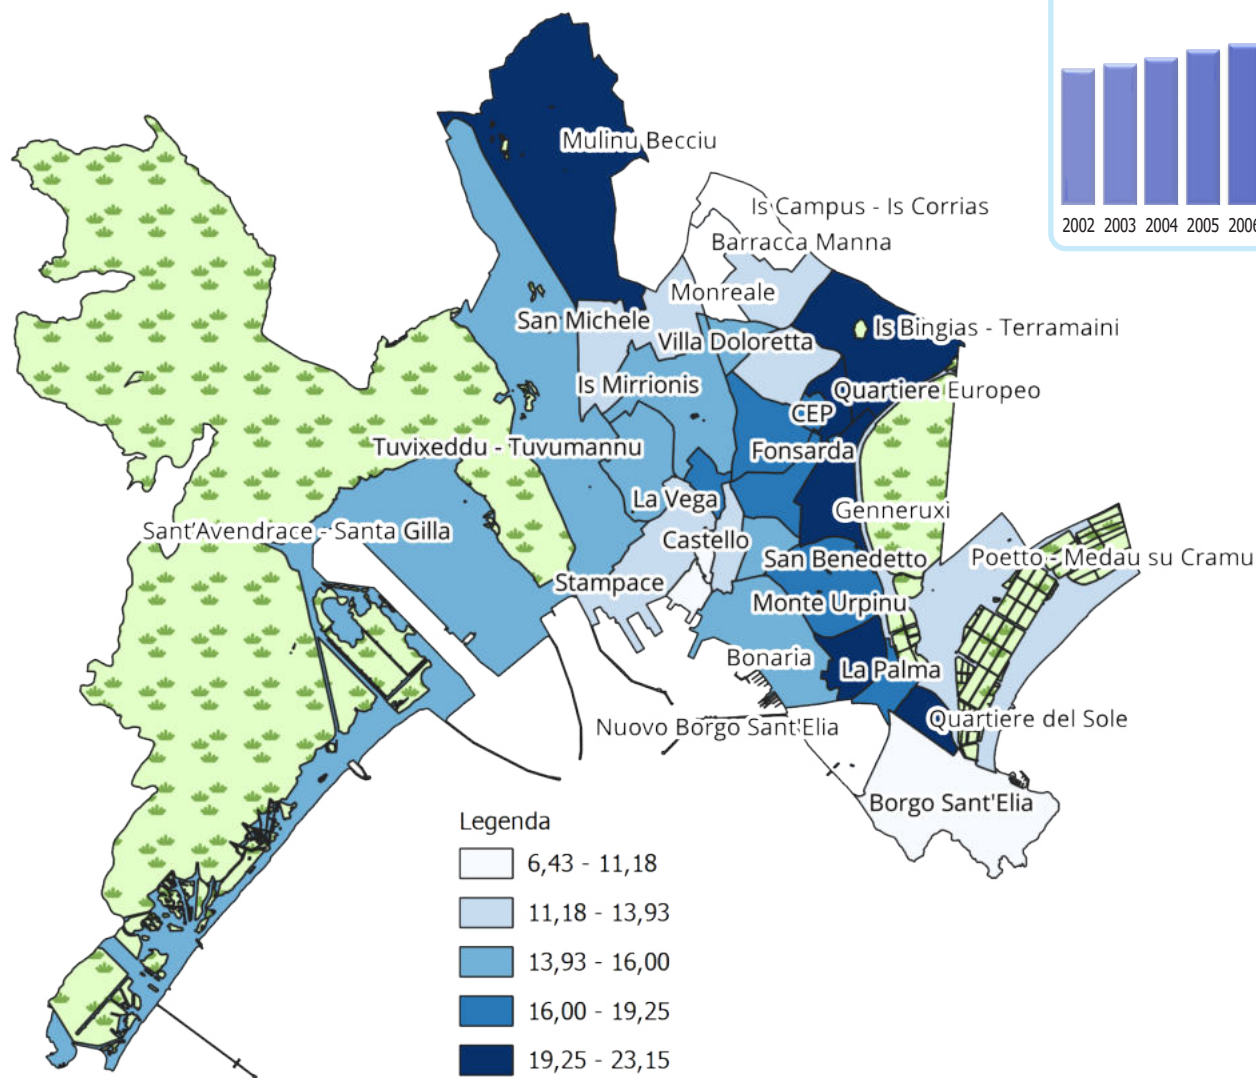 2002 2003 2004 2005 2006
Mulinu Becciu
Is Campus - Is Corrias
Barracca Manna
Monreale
San Michele
Villa Doloretta
Is Bingias - Terramaini
Is Mirrionis
Quartiere Europeo
CEP
Tuvixeddu - Tuvumannu
Fonsarda
La Vega
Genneruxi
Sant'Avendrace - Santa Gilla
Castello
San Benedetto
Poetto - Medau su Cramu
Stampace
Monte Urpinu
Bonaria
La Palma
Nuovo Borgo Sant'Elia
Quartiere del Sole
Borgo Sant'Elia
Legenda
6,43 - 11,18
11,18 - 13,93
13,93 - 16,00
16,00 - 19,25
19,25 - 23,15